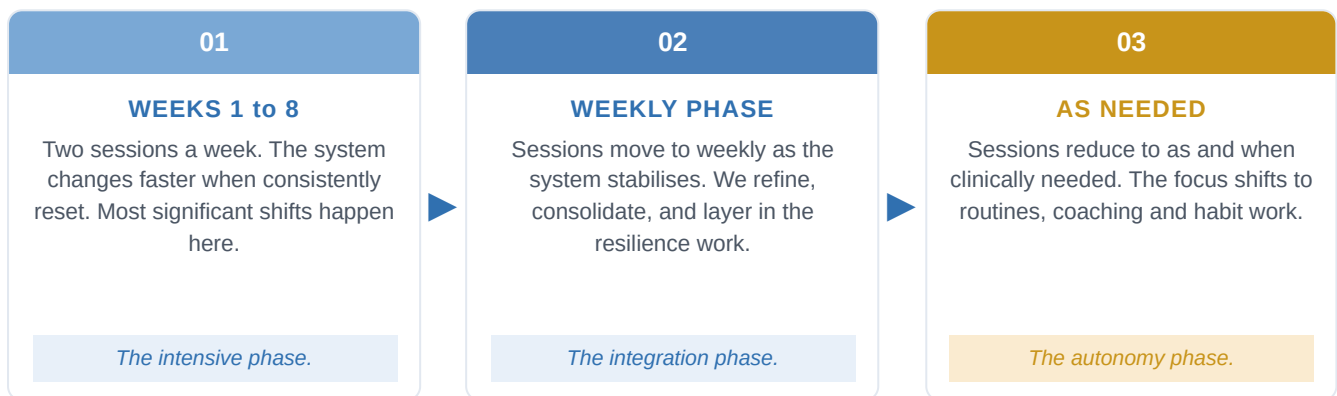 01
WEEKS 1 to 8
Two sessions a week. The system
changes faster when consistently
reset. Most significant shifts happen
here.
The intensive phase.
02
WEEKLY PHASE
Sessions move to weekly as the
system stabilises. We refine,
consolidate, and layer in the
resilience work.
The integration phase.
03
AS NEEDED
Sessions reduce to as and when
clinically needed. The focus shifts to
routines, coaching and habit work.
The autonomy phase.